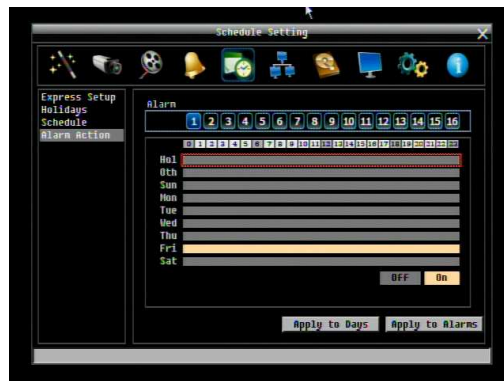 Schedule Setting X
Express Setup
Holidays
Schedule
Alarm Action
Alarm
1 2 3 4 5 6 7 8 9 10 11 12 13 14 15 16
0 1 2 3 4 5 6 7 8 9 10 11 12 13 14 15 16 17 18 19 20 21 22 23
Hol
Oth
Sun
Mon
Tue
Wed
Thu
Fri
Sat
Off On
Apply to Days Apply to Alarms